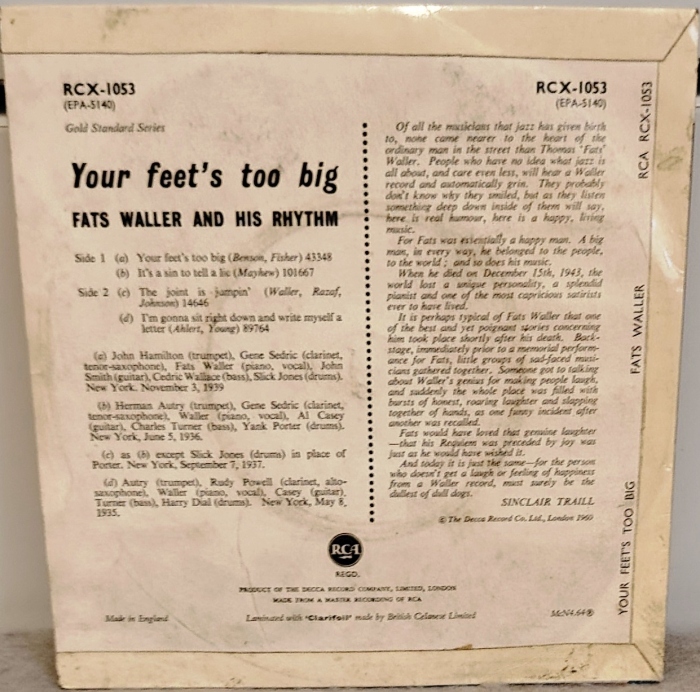 RCX-1053
(EPA-5140)
Gold Standard Series
Your feet's too big
FATS WALLER AND HIS RHYTHM
Side 1 (a) Your feet's too big (Benson, Fisher) 43348
(b) It's a sin to tell a lie (Mayhew) 101667
Side 2 (c) The joint is jumpin' (Waller, Razaf,
Johnson) 14646
(d) I'm gonna sit right down and write myself a
letter (Ahlert, Young) 89764
(a) John Hamilton (trumpet), Gene Sedric (clarinet,
tenor-saxophone), Fats Waller (piano, vocal), John
Smith (guitar), Cedric Wallace (bass), Slick Jones (drums).
New York. November 3, 1939
(b) Herman Autry (trumpet), Gene Sedric (clarinet,
tenor-saxophone), Waller (piano, vocal), Al Casey
(guitar), Charles Turner (bass), Yank Porter (drums).
New York, June 5, 1936.
(c) as (b) except Slick Jones (drums) in place of
Porter. New York, September 7, 1937.
(d) Autry (trumpet), Rudy Powell (clarinet, alto-
saxophone), Waller (piano, vocal), Casey (guitar),
Turner (bass), Harry Dial (drums). New York, May 8,
1935.
RCX-1053
(EPA-5140)
Of all the musicians that jazz has given birth
to, none came nearer to the heart of the
ordinary man in the street than Thomas 'Fats'
Waller. People who have no idea what jazz is
all about, and care even less, will hear a Waller
record and automatically grin. They probably
don't know why they smiled, but as they listen
something deep down inside of them will say,
here is real humour, here is a happy, living
music.
For Fats was essentially a happy man. A big
man, in every way, he belonged to the people,
to the world; and so does his music.
When he died on December 15th, 1943, the
world lost a unique personality, a splendid
pianist and one of the most capricious satirists
ever to have lived.
It is perhaps typical of Fats Waller that one
of the best and yet poignant stories concerning
him took place shortly after his death. Back-
stage, immediately prior to a memorial perform-
ance for Fats, little groups of sad-faced musi-
cians gathered together. Someone got to talking
about Waller's genius for making people laugh,
and suddenly the whole place was filled with
bursts of honest, roaring laughter and slapping
together of hands, as one funny incident after
another was recalled.
Fats would have loved that genuine laughter
—that his Requiem was preceded by joy was
just as he would have wished it.
And today it is just the same—for the person
who doesn't get a laugh or feeling of happiness
from a Waller record, must surely be the
dullest of dull dogs.
SINCLAIR TRAILL
© The Decca Record Co. Ltd., London 1960
RCA
REGD.
PRODUCT OF THE DECCA RECORD COMPANY, LIMITED, LONDON
MADE FROM A MASTER RECORDING OF RCA
Made in England
Laminated with 'Clarifoil' made by British Celanese Limited
McN4.64®
YOUR FEET'S TOO BIG FATS WALLER RCA RCX-1053